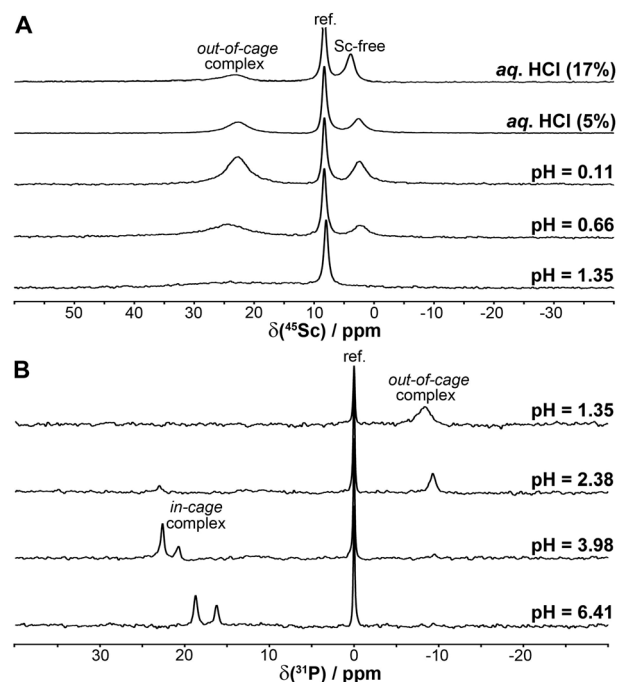 A
ref.
out-of-cage
complex
Sc-free
aq. HCl (17%)
aq. HCl (5%)
pH = 0.11
pH = 0.66
pH = 1.35
50 40 30 20 10 0 -10 -20 -30
δ(⁴⁵Sc) / ppm
B
ref.
out-of-cage
complex
pH = 1.35
pH = 2.38
in-cage
complex
pH = 3.98
pH = 6.41
30 20 10 0 -10 -20
δ(³¹P) / ppm